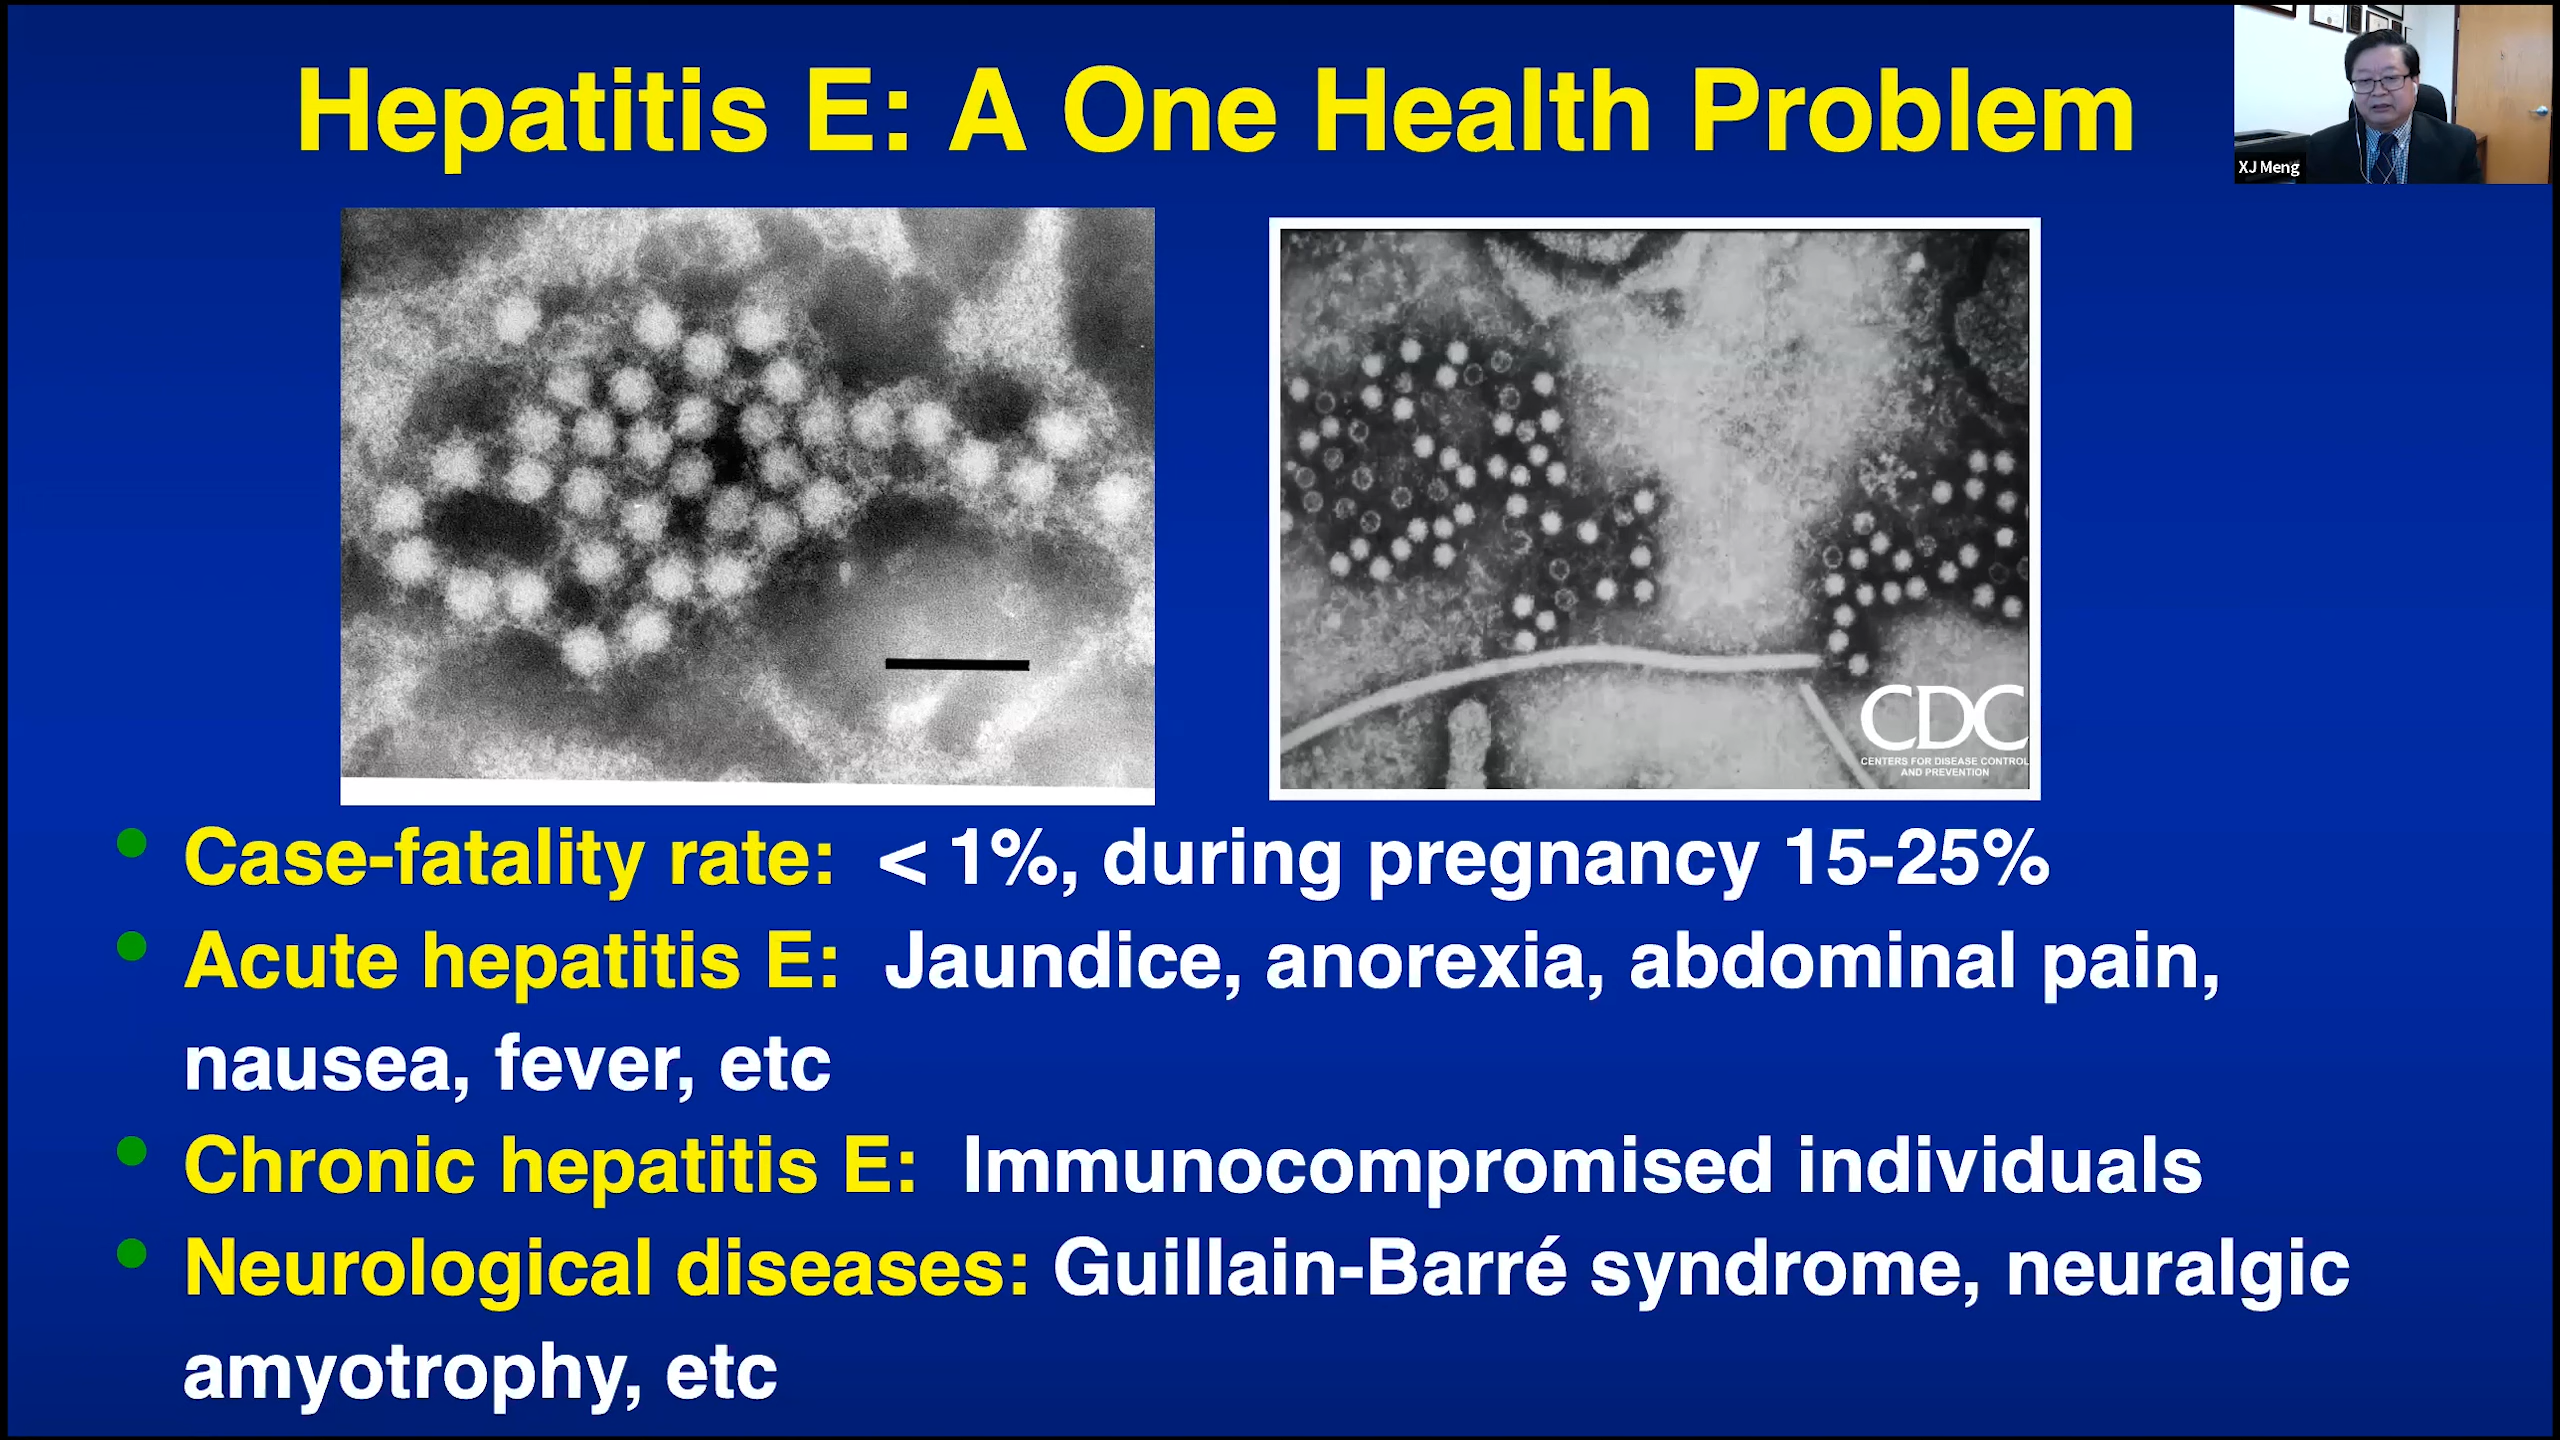 Hepatitis E: A One Health Problem
XJ Meng
CDC
CENTERS FOR DISEASE CONTROL
AND PREVENTION
• Case-fatality rate: < 1%, during pregnancy 15-25%
• Acute hepatitis E: Jaundice, anorexia, abdominal pain,
nausea, fever, etc
• Chronic hepatitis E: Immunocompromised individuals
• Neurological diseases: Guillain-Barré syndrome, neuralgic
amyotrophy, etc